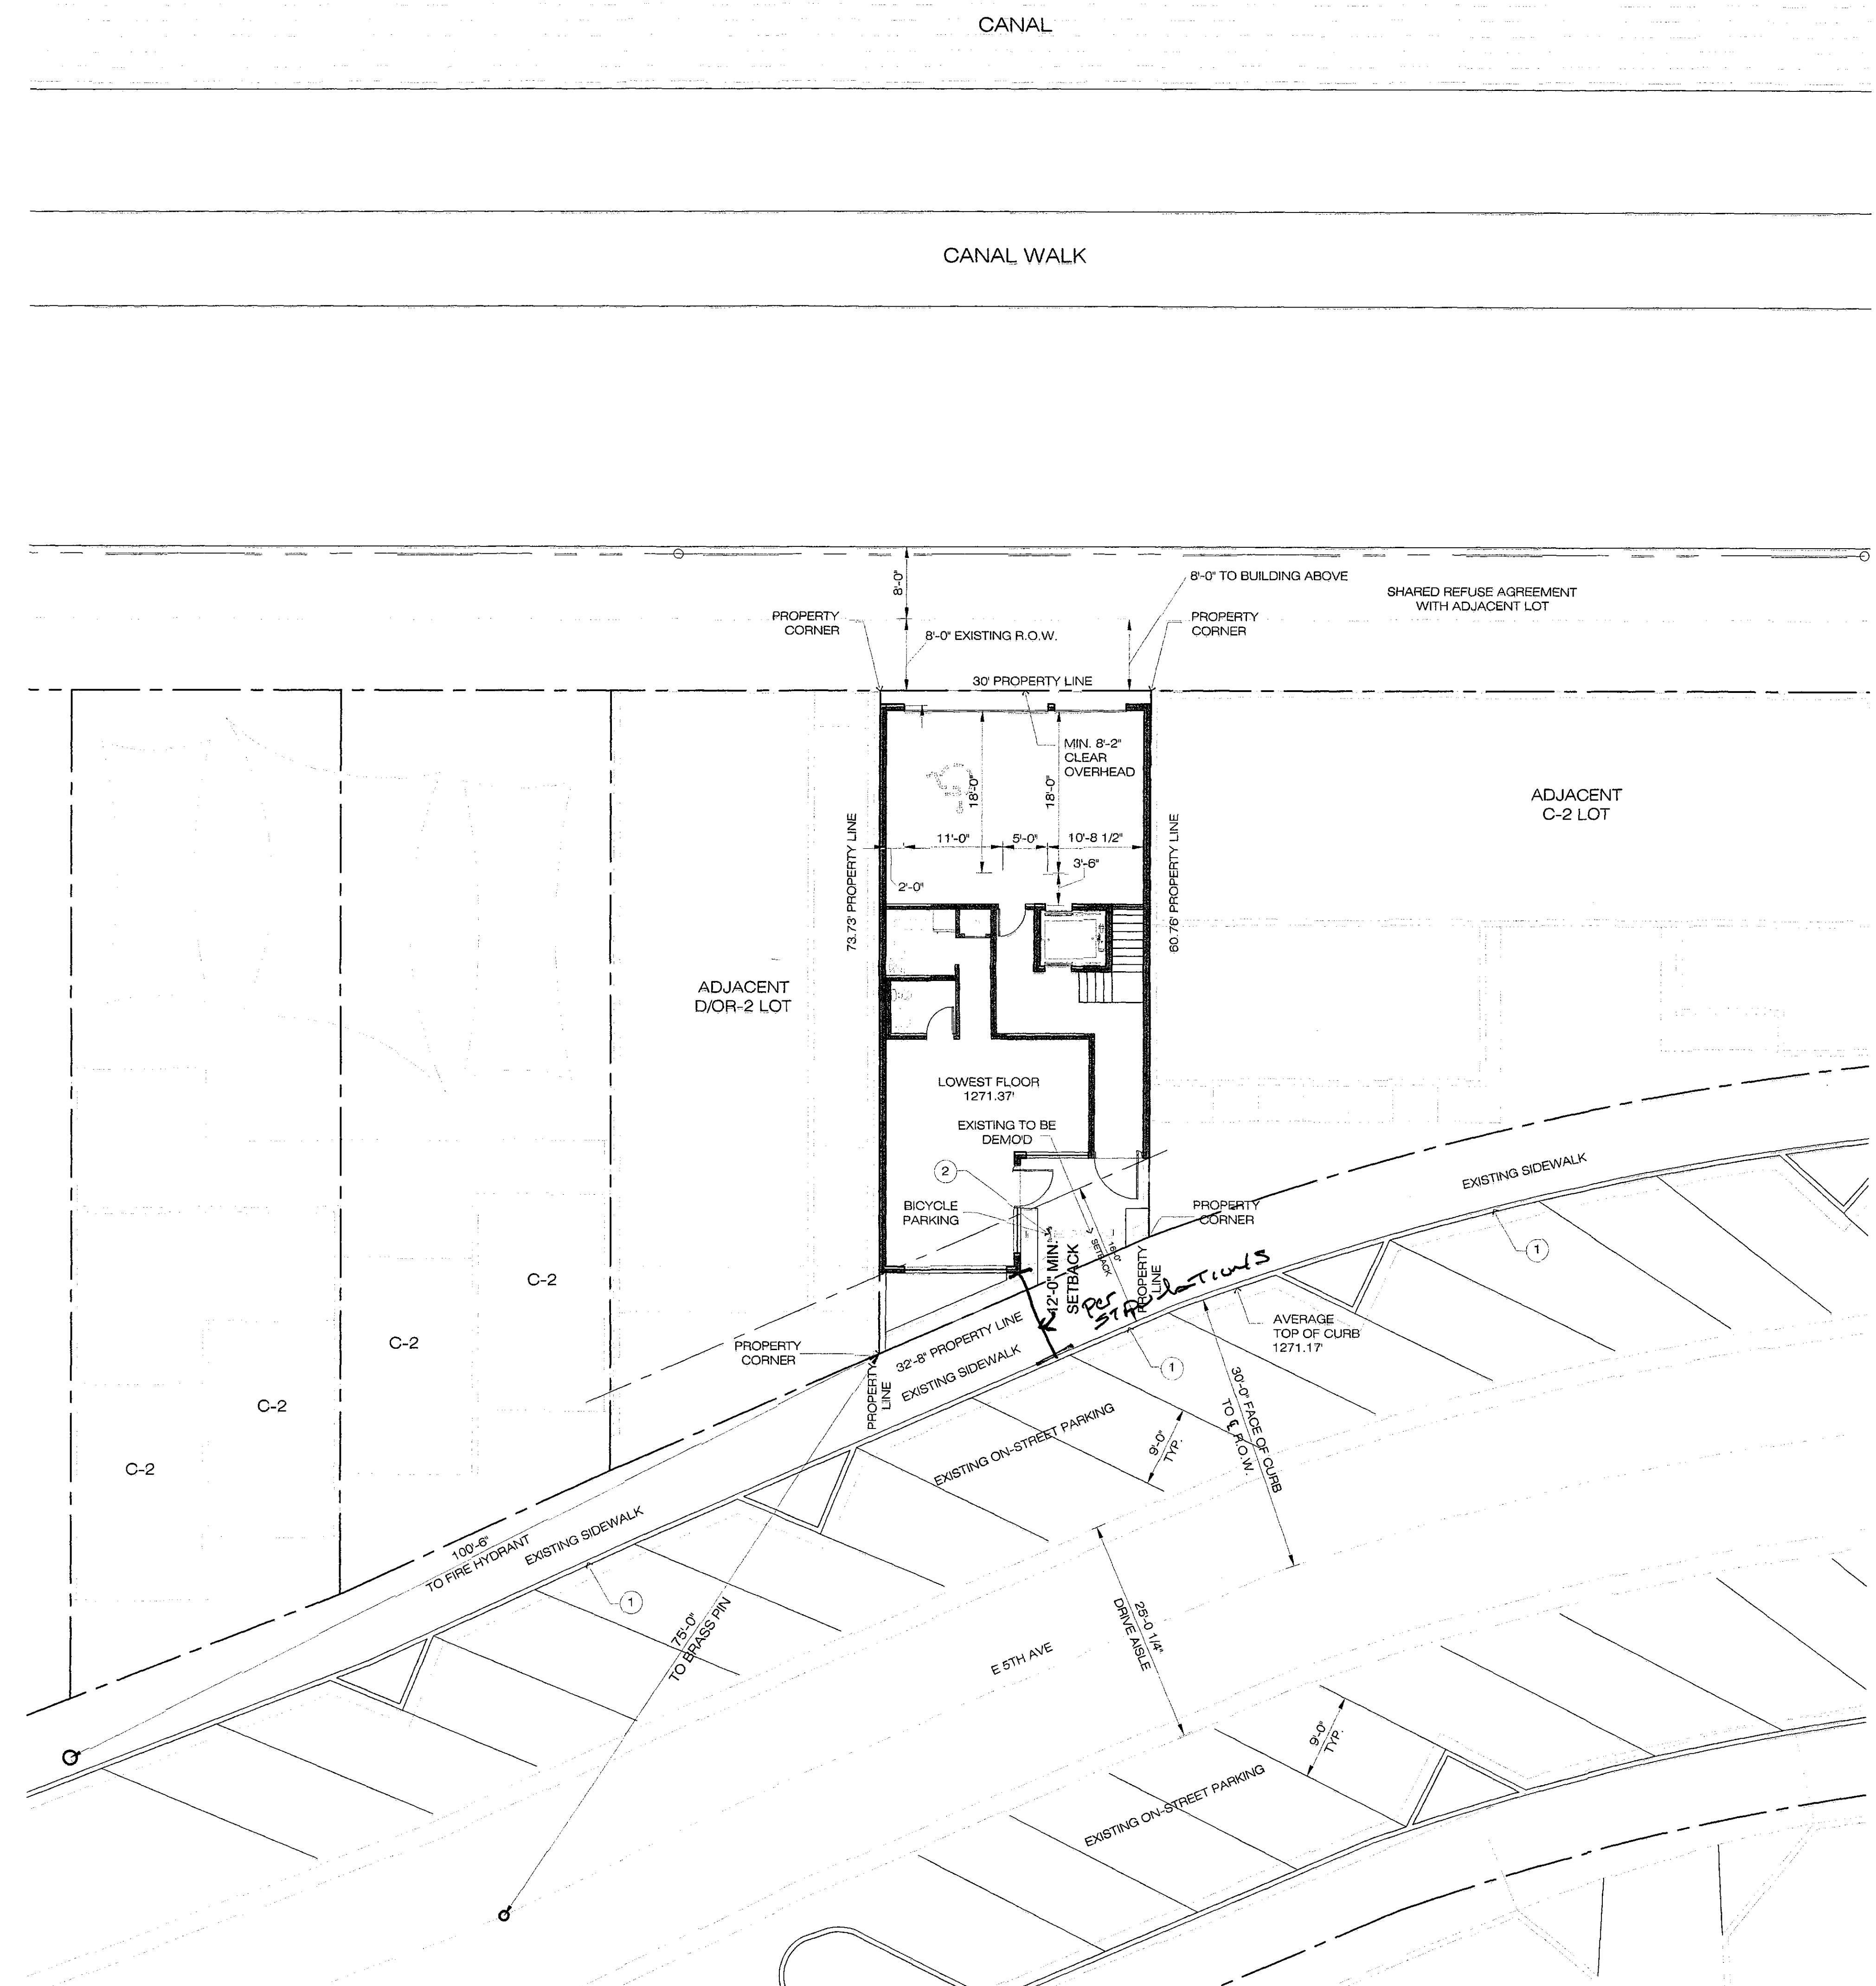 CANAL
CANAL WALK
8'-0"
8'-0" TO BUILDING ABOVE
SHARED REFUSE AGREEMENT
WITH ADJACENT LOT
PROPERTY
CORNER
PROPERTY
CORNER
8'-0" EXISTING R.O.W.
30' PROPERTY LINE
MIN. 8'-2"
CLEAR
OVERHEAD
18'-0"
18'-0"
ADJACENT
C-2 LOT
73.73' PROPERTY LINE
60.76' PROPERTY LINE
11'-0"
5'-0"
10'-8 1/2"
3'-6"
2'-0"
ADJACENT
D/OR-2 LOT
LOWEST FLOOR
1271.37'
EXISTING TO BE
DEMO'D
2
BICYCLE
PARKING
EXISTING SIDEWALK
PROPERTY
CORNER
16'-0"
SETBACK
12'-0" MIN.
SETBACK
Per
STipulaTionS
PROPERTY
LINE
1
C-2
C-2
C-2
C-2
PROPERTY
CORNER
32'-8" PROPERTY LINE
EXISTING SIDEWALK
PROPERTY
LINE
AVERAGE
TOP OF CURB
1271.17'
1
30'-0" FACE OF CURB
TO ℄ R.O.W.
EXISTING ON-STREET PARKING
9'-0"
TYP.
100'-6"
TO FIRE HYDRANT
EXISTING SIDEWALK
1
75'-0"
TO BRASS PIN
25'-0 1/4"
DRIVE AISLE
E 5TH AVE
9'-0"
TYP.
EXISTING ON-STREET PARKING